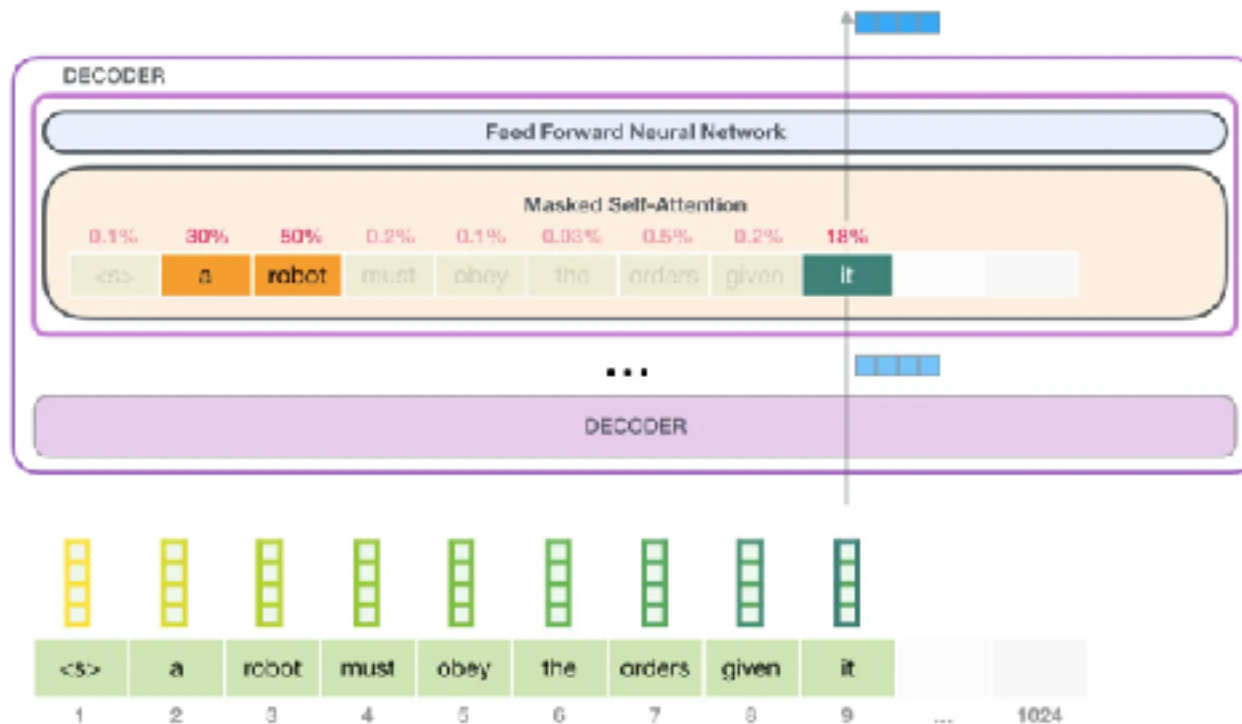 DECODER
Feed Forward Neural Network
Masked Self-Attention
0.1% 30% 50% 0.2% 0.1% 0.03% 0.5% 0.2% 18%
<s> a robot must obey the orders given it
...
DECODER
<s> a robot must obey the orders given it
1 2 3 4 5 6 7 8 9 ... 1024